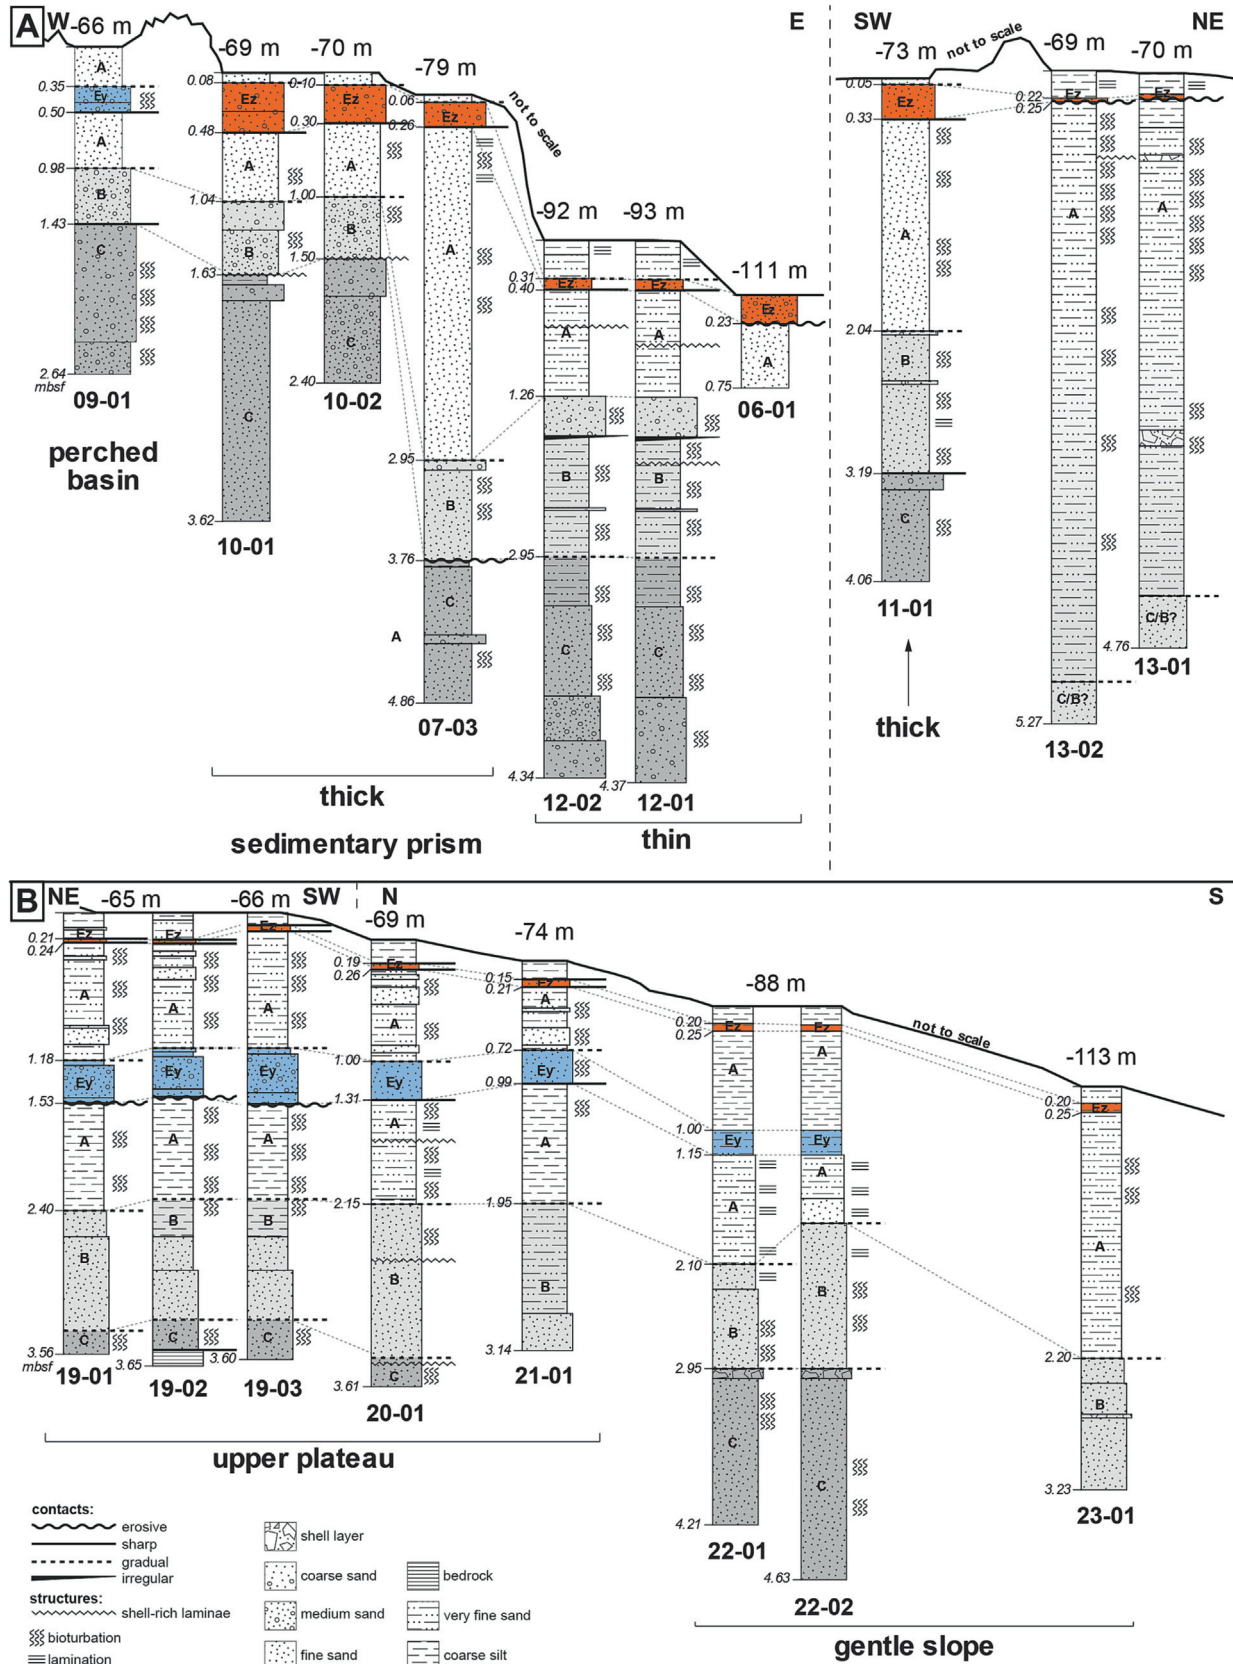 A W E SW NE
-66 m -69 m -70 m -79 m not to scale -73 m not to scale -69 m -70 m
-92 m -93 m -111 m
A
0.35
Ey
0.50
A
0.98
B
1.43
C
2.64
mbsf
09-01
perched
basin
0.08
Ez
0.48
A
1.04
B
1.63
C
3.62
10-01
0.10
Ez
0.30
A
1.00
B
1.50
C
2.40
10-02
0.06
Ez
0.26
A
2.95
B
3.76
C
A
4.86
07-03
thick
sedimentary prism
0.31
Ez
0.40
A
1.26
B
2.95
C
4.34
12-02
Ez
A
B
C
4.37
12-01
thin
Ez
0.23
A
0.75
06-01
0.05
Ez
0.33
A
2.04
B
3.19
C
4.06
11-01
thick
Ez
0.22
0.25
A
C/B?
5.27
13-02
Ez
A
C/B?
4.76
13-01
B NE -65 m -66 m SW N S
-69 m -74 m -88 m not to scale -113 m
Ez
0.21
0.24
A
1.18
Ey
1.53
A
2.40
B
C
3.56
mbsf
19-01
Ez
A
Ey
A
B
C
3.65
19-02
Ez
A
Ey
A
B
C
3.60
19-03
0.19
Ez
0.26
A
1.00
Ey
1.31
A
2.15
B
C
3.61
20-01
0.15
Ez
0.21
A
0.72
Ey
0.99
A
1.95
B
3.14
21-01
upper plateau
0.20
Ez
0.25
A
1.00
Ey
1.15
A
2.10
B
2.95
C
4.21
22-01
Ez
A
Ey
A
B
C
4.63
22-02
0.20
Ez
0.25
A
2.20
B
3.23
23-01
gentle slope
contacts:
erosive
sharp
gradual
irregular
structures:
shell-rich laminae
bioturbation
lamination
shell layer
coarse sand
medium sand
fine sand
bedrock
very fine sand
coarse silt